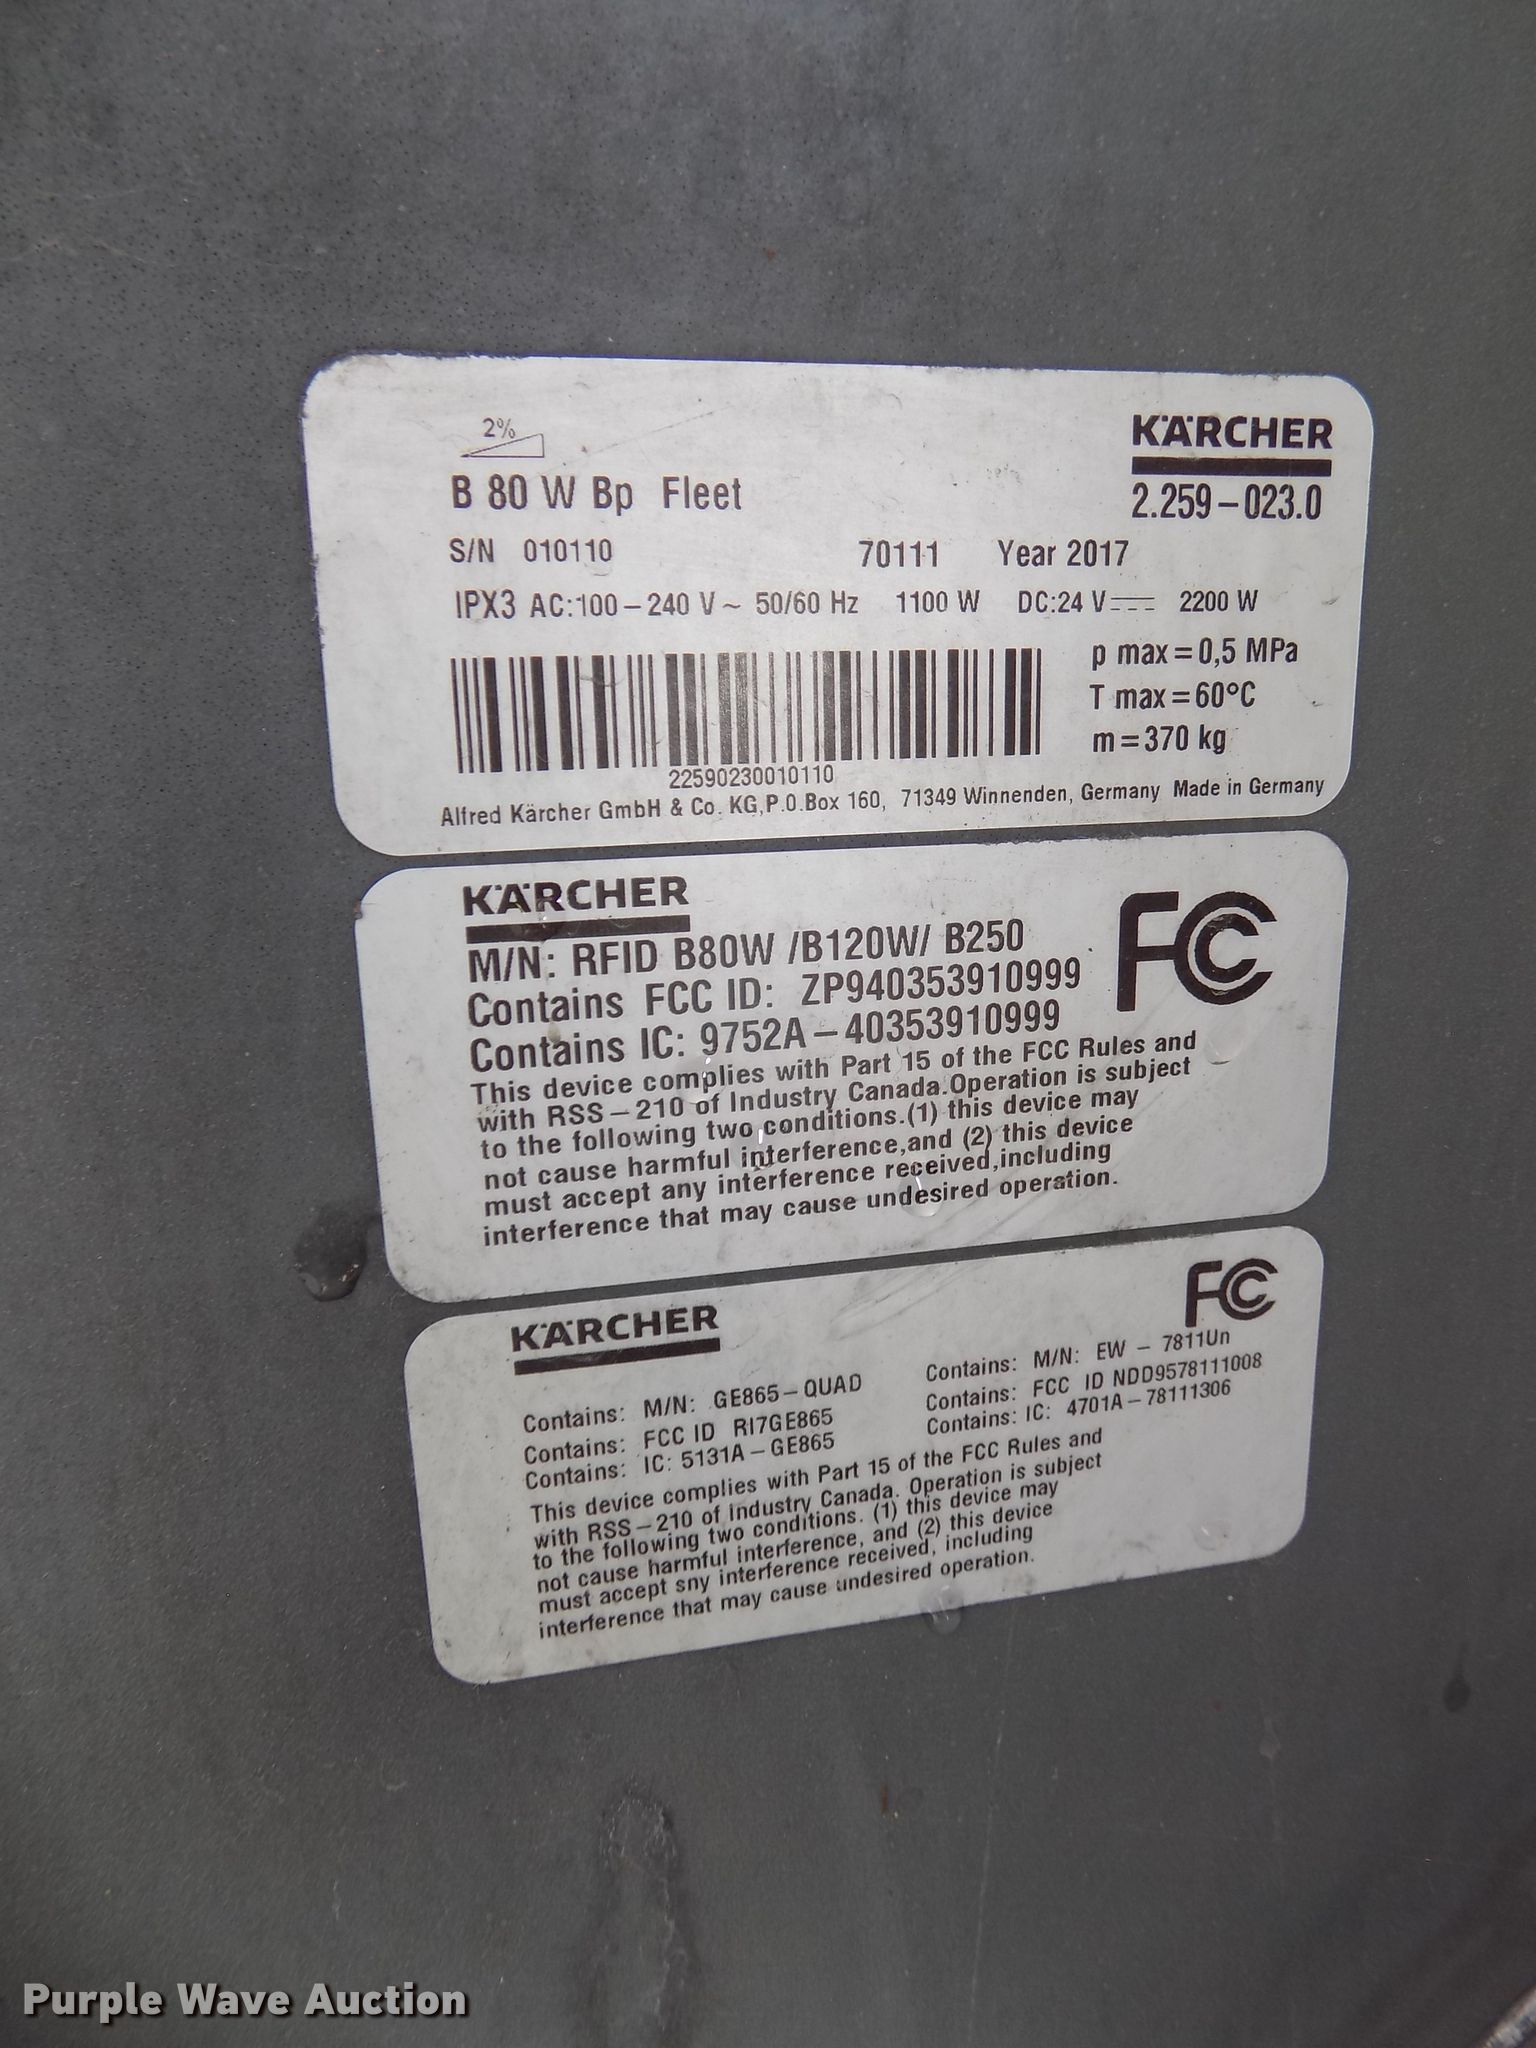 2%
KÄRCHER
B 80 W Bp Fleet
2.259-023.0
S/N 010110 70111 Year 2017
IPX3 AC:100-240 V~ 50/60 Hz 1100 W DC:24 V⎓ 2200 W
p max=0,5 MPa
T max=60°C
m=370 kg
22590230010110
Alfred Kärcher GmbH & Co. KG,P.O.Box 160, 71349 Winnenden, Germany Made in Germany
KÄRCHER
FC
M/N: RFID B80W /B120W/ B250
Contains FCC ID: ZP940353910999
Contains IC: 9752A-40353910999
This device complies with Part 15 of the FCC Rules and
with RSS-210 of Industry Canada.Operation is subject
to the following two conditions.(1) this device may
not cause harmful interference,and (2) this device
must accept any interference received,including
interference that may cause undesired operation.
KÄRCHER
FC
Contains: M/N: GE865-QUAD
Contains: FCC ID RI7GE865
Contains: IC: 5131A-GE865
Contains: M/N: EW - 7811Un
Contains: FCC ID NDD9578111008
Contains: IC: 4701A-78111306
This device complies with Part 15 of the FCC Rules and
with RSS-210 of Industry Canada. Operation is subject
to the following two conditions. (1) this device may
not cause harmful interference, and (2) this device
must accept sny interference received, including
interference that may cause undesired operation.
Purple Wave Auction